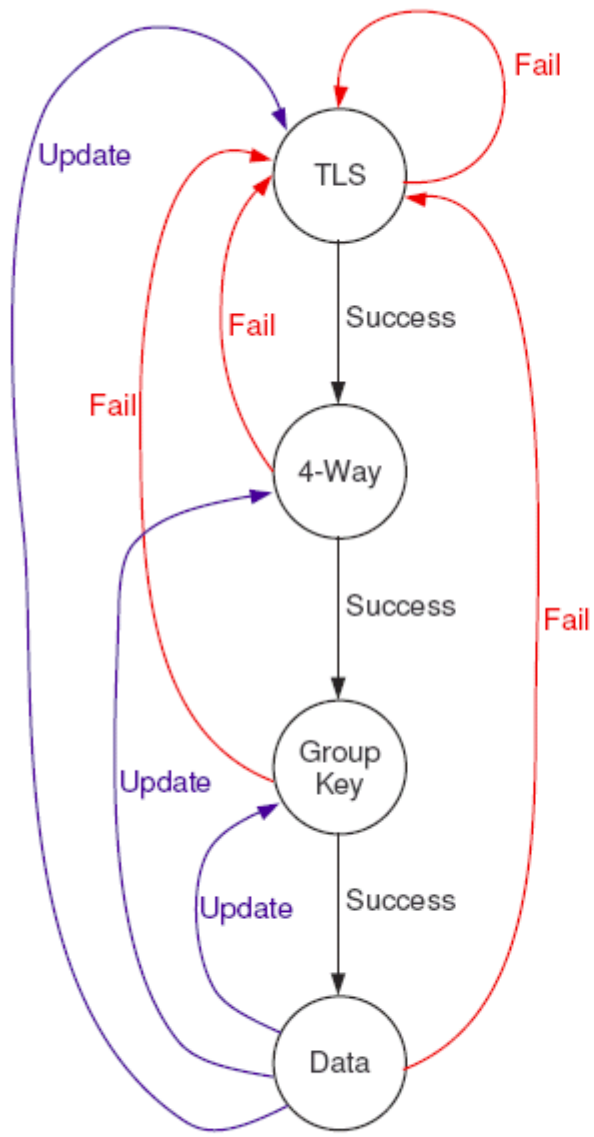 Fail
Update
TLS
Success
Fail
Fail
4-Way
Success
Fail
Group
Key
Update
Success
Update
Data